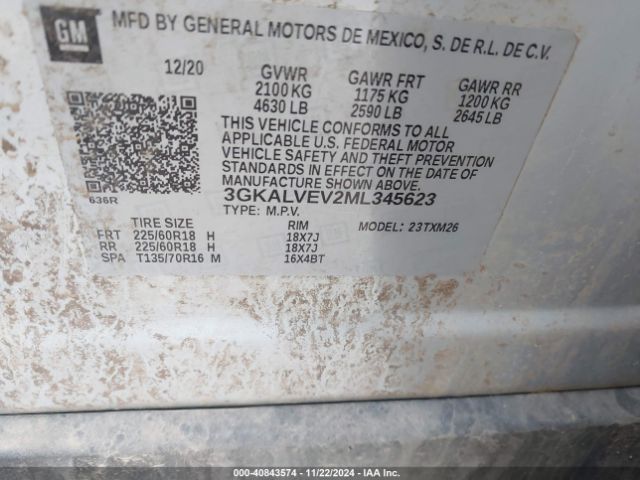 GM
MFD BY GENERAL MOTORS DE MEXICO, S. DE R.L. DE C.V.
12/20 GVWR GAWR FRT GAWR RR
2100 KG 1175 KG 1200 KG
4630 LB 2590 LB 2645 LB
THIS VEHICLE CONFORMS TO ALL
APPLICABLE U.S. FEDERAL MOTOR
VEHICLE SAFETY AND THEFT PREVENTION
STANDARDS IN EFFECT ON THE DATE OF
MANUFACTURE SHOWN ABOVE.
636R
3GKALVEV2ML345623
TYPE: M.P.V. MODEL: 23TXM26
TIRE SIZE RIM
FRT 225/60R18 H 18X7J
RR 225/60R18 H 18X7J
SPA T135/70R16 M 16X4BT
000-40843574 - 11/22/2024 - IAA Inc.